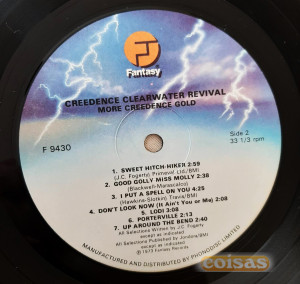 Fantasy
CREEDENCE CLEARWATER REVIVAL
MORE CREEDENCE GOLD
F 9430
Side 2
33 1/3 rpm
1. SWEET HITCH-HIKER 2:59
(J.C. Fogerty) Primeval Ltd./BMI
2. GOOD GOLLY MISS MOLLY 2:38
(Blackwell-Marascalco)
3. I PUT A SPELL ON YOU 4:25
(Hawkins-Slotkin) Travis/BMI
4. DON'T LOOK NOW (It Ain't You or Me) 2:08
5. LODI 3:08
6. PORTERVILLE 2:13
7. UP AROUND THE BEND 2:40
All Selections Written by J.C. Fogerty
except as indicated
All Selections Published by Jondora/BMI
except as indicated
℗ 1973 Fantasy Records
MANUFACTURED AND DISTRIBUTED BY PHONODISC LIMITED
coisas